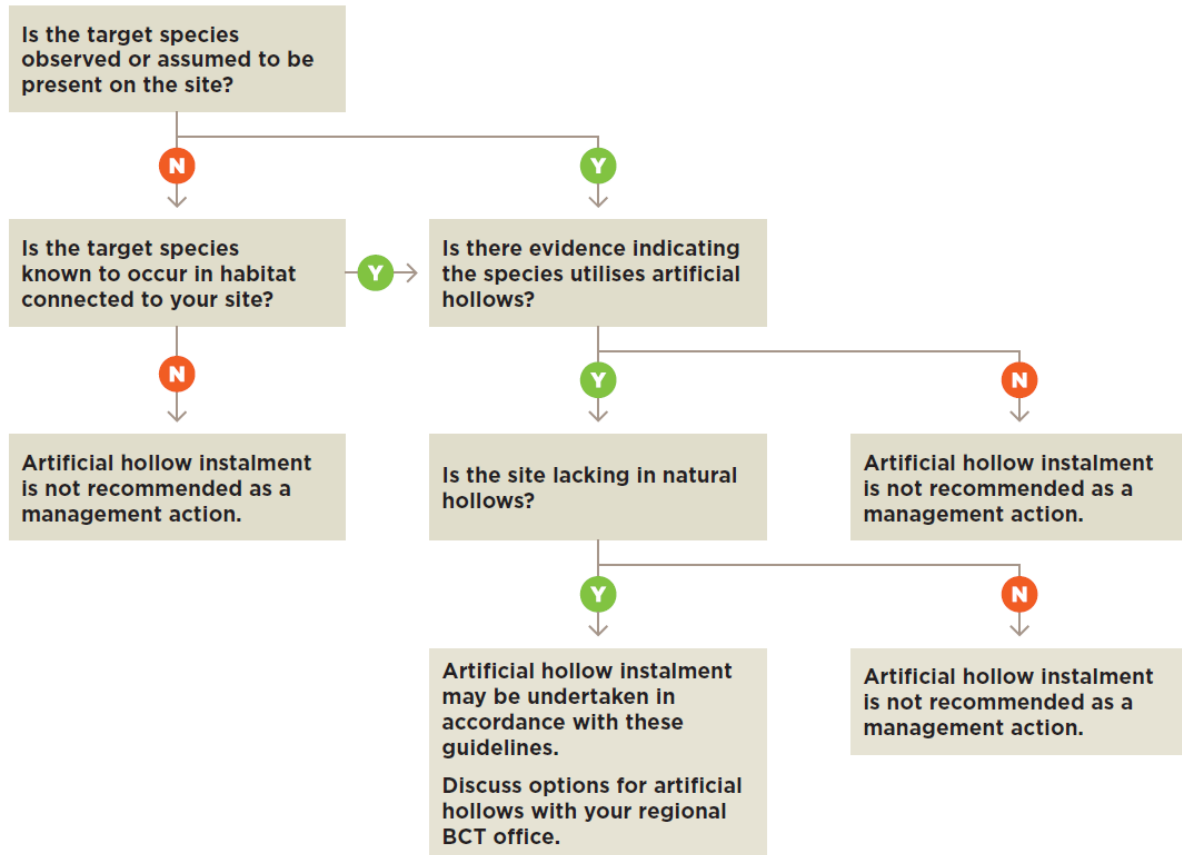 Is the target species
observed or assumed to be
present on the site?
N
Y
Is the target species
known to occur in habitat
connected to your site?
Y
Is there evidence indicating
the species utilises artificial
hollows?
N
Y
N
Artificial hollow instalment
is not recommended as a
management action.
Is the site lacking in natural
hollows?
Artificial hollow instalment
is not recommended as a
management action.
Y
N
Artificial hollow instalment
may be undertaken in
accordance with these
guidelines.
Discuss options for artificial
hollows with your regional
BCT office.
Artificial hollow instalment
is not recommended as a
management action.